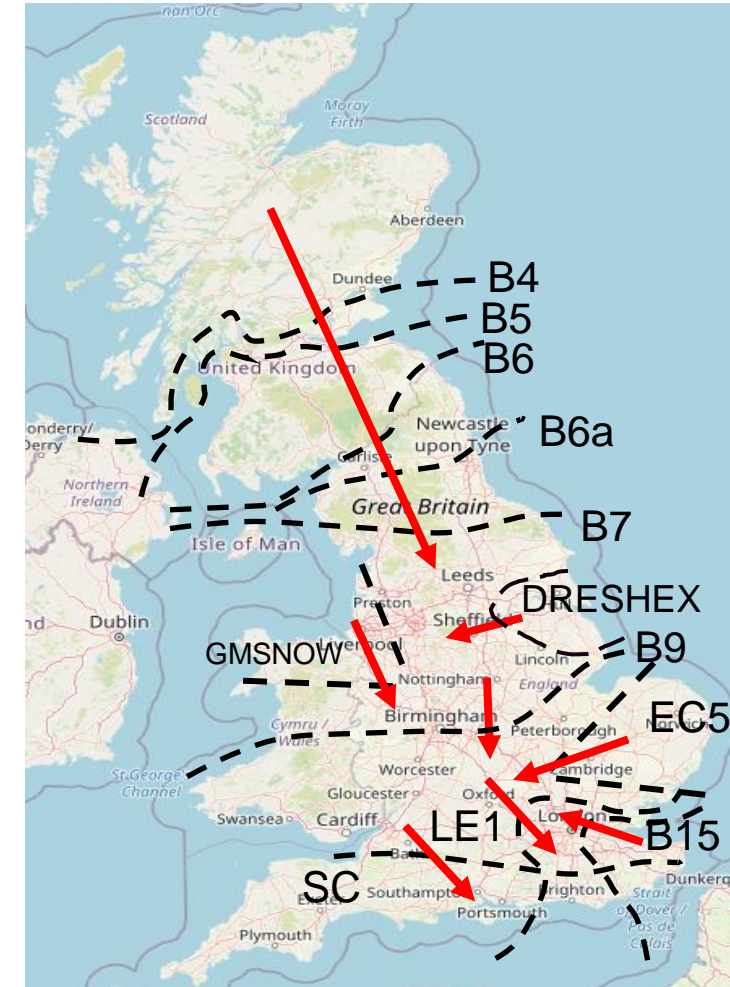 nan Orc
Moray
Firth
Scotland
Aberdeen
Dundee
B4
B5
United Kingdom
B6
Newcastle
upon Tyne
B6a
onderry/
Derry
Carlisle
Northern
Ireland
Great Britain
B7
Isle of Man
Leeds
Preston
DRESHEX
Dublin
nd
Sheffield
Liverpool
GMSNOW
Lincoln
B9
Nottingham
England
EC5
Cymru /
Wales
Birmingham
Peterborough
Norwich
St George's
Channel
Worcester
Cambridge
Gloucester
Oxford
LE1
London
B15
Swansea
Cardiff
Bath
SC
Exeter
Southampton
Brighton
Portsmouth
Dunkerq
Strait
of Dover /
Pas de
Calais
Plymouth